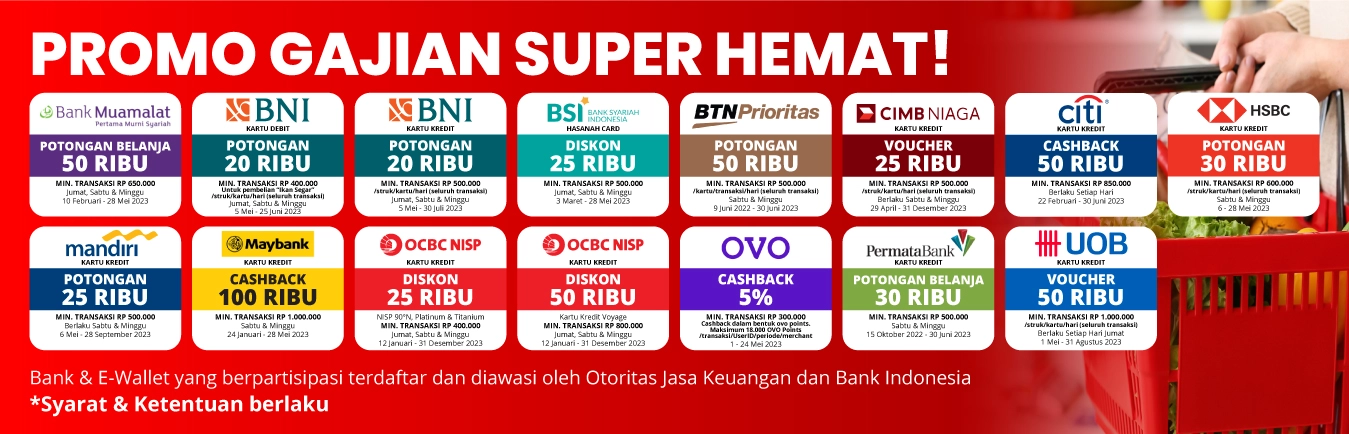 PROMO GAJIAN SUPER HEMAT!
Bank Muamalat
Pertama Murni Syariah
POTONGAN BELANJA
50 RIBU
MIN. TRANSAKSI RP 650.000
Jumat, Sabtu & Minggu
10 Februari - 28 Mei 2023
BNI
KARTU DEBIT
POTONGAN
20 RIBU
MIN. TRANSAKSI RP 400.000
Untuk pembelian "Ikan Segar"
/struk/kartu/hari (seluruh transaksi)
Jumat, Sabtu & Minggu
5 Mei - 25 Juni 2023
BNI
KARTU KREDIT
POTONGAN
20 RIBU
MIN. TRANSAKSI RP 500.000
/struk/kartu/hari (seluruh transaksi)
Jumat, Sabtu & Minggu
5 Mei - 30 Juli 2023
BSI BANK SYARIAH
INDONESIA
HASANAH CARD
DISKON
25 RIBU
MIN. TRANSAKSI RP 500.000
Jumat, Sabtu & Minggu
3 Maret - 28 Mei 2023
BTN Prioritas
POTONGAN
50 RIBU
MIN. TRANSAKSI RP 500.000
/kartu/transaksi/hari (seluruh transaksi)
Sabtu & Minggu
9 Juni 2022 - 30 Juni 2023
CIMB NIAGA
KARTU KREDIT
VOUCHER
25 RIBU
MIN. TRANSAKSI RP 500.000
/struk/kartu/hari (seluruh transaksi)
Berlaku Sabtu & Minggu
29 April - 31 Desember 2023
citi
KARTU KREDIT
CASHBACK
50 RIBU
MIN. TRANSAKSI RP 850.000
Berlaku Setiap Hari
22 Februari - 30 Juni 2023
HSBC
KARTU KREDIT
POTONGAN
30 RIBU
MIN. TRANSAKSI RP 600.000
/struk/kartu/hari (seluruh transaksi)
Sabtu & Minggu
6 - 28 Mei 2023
mandiri
KARTU KREDIT
POTONGAN
25 RIBU
MIN. TRANSAKSI RP 500.000
Berlaku Sabtu & Minggu
6 Mei - 28 September 2023
Maybank
KARTU KREDIT
CASHBACK
100 RIBU
MIN. TRANSAKSI RP 1.000.000
Sabtu & Minggu
24 Januari - 28 Mei 2023
OCBC NISP
KARTU KREDIT
DISKON
25 RIBU
NISP 90°N, Platinum & Titanium
MIN. TRANSAKSI RP 400.000
Jumat, Sabtu & Minggu
12 Januari - 31 Desember 2023
OCBC NISP
KARTU KREDIT
DISKON
50 RIBU
Kartu Kredit Voyage
MIN. TRANSAKSI RP 800.000
Jumat, Sabtu & Minggu
12 Januari - 31 Desember 2023
OVO
CASHBACK
5%
MIN. TRANSAKSI RP 300.000
Cashback dalam bentuk ovo points.
Maksimum 18.000 OVO Points
/transaksi/UserID/periode/merchant
1 - 24 Mei 2023
PermataBank
KARTU KREDIT
POTONGAN BELANJA
30 RIBU
MIN. TRANSAKSI RP 500.000
Sabtu & Minggu
15 Oktober 2022 - 30 Juni 2023
UOB
KARTU KREDIT
VOUCHER
50 RIBU
MIN. TRANSAKSI RP 1.000.000
/struk/kartu/hari (seluruh transaksi)
Berlaku Setiap Hari Jumat
1 Mei - 31 Agustus 2023
Bank & E-Wallet yang berpartisipasi terdaftar dan diawasi oleh Otoritas Jasa Keuangan dan Bank Indonesia
*Syarat & Ketentuan berlaku